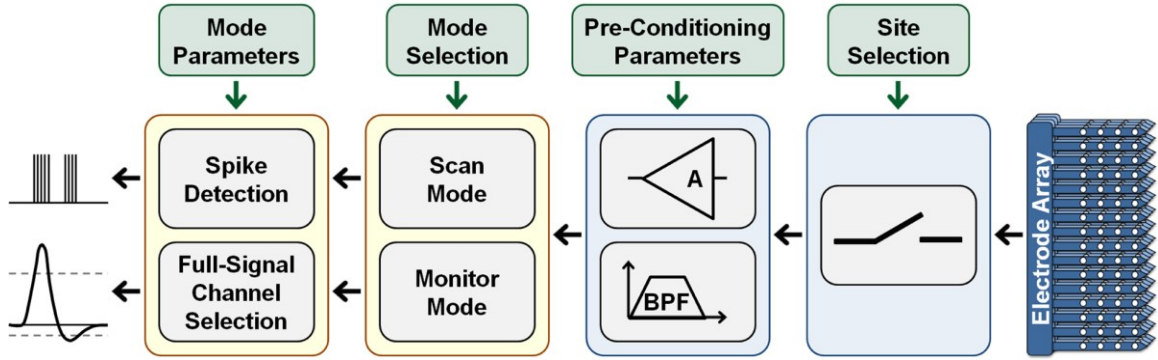 Mode
Parameters
Mode
Selection
Pre-Conditioning
Parameters
Site
Selection
Spike
Detection
Full-Signal
Channel
Selection
Scan
Mode
Monitor
Mode
A
BPF
Electrode Array